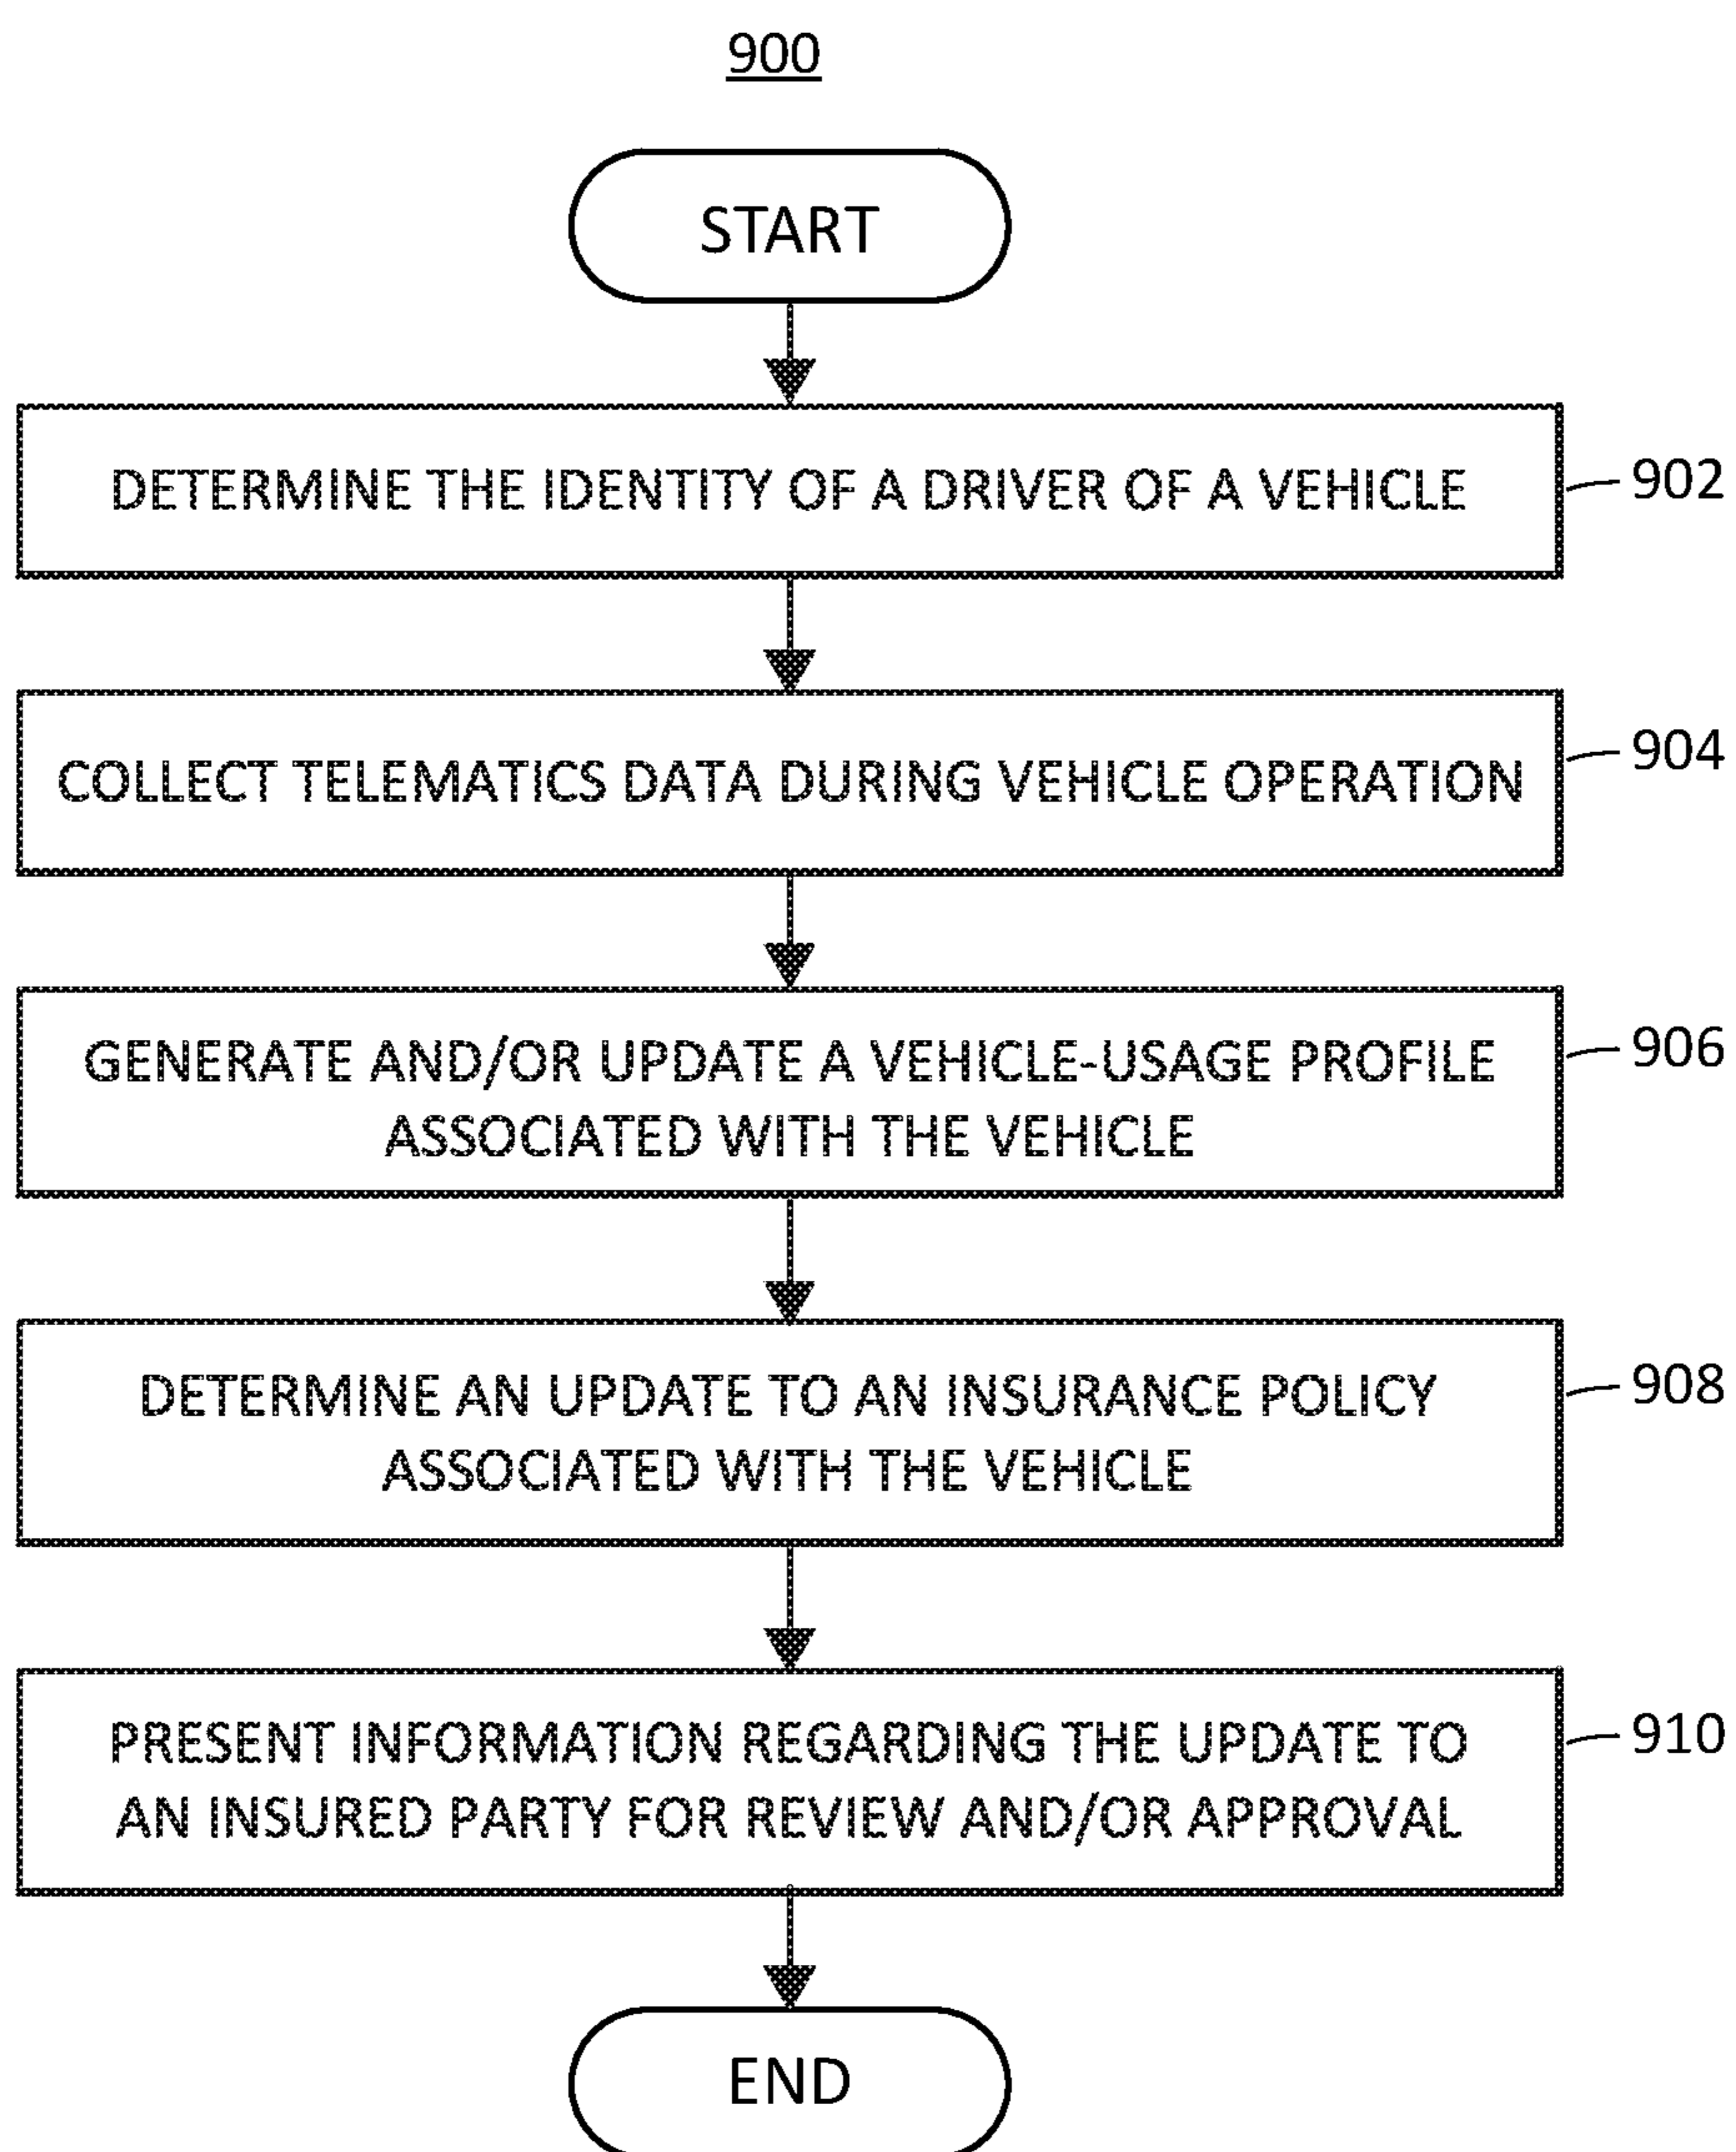 900
START
DETERMINE THE IDENTITY OF A DRIVER OF A VEHICLE
902
COLLECT TELEMATICS DATA DURING VEHICLE OPERATION
904
GENERATE AND/OR UPDATE A VEHICLE-USAGE PROFILE
ASSOCIATED WITH THE VEHICLE
906
DETERMINE AN UPDATE TO AN INSURANCE POLICY
ASSOCIATED WITH THE VEHICLE
908
PRESENT INFORMATION REGARDING THE UPDATE TO
AN INSURED PARTY FOR REVIEW AND/OR APPROVAL
910
END